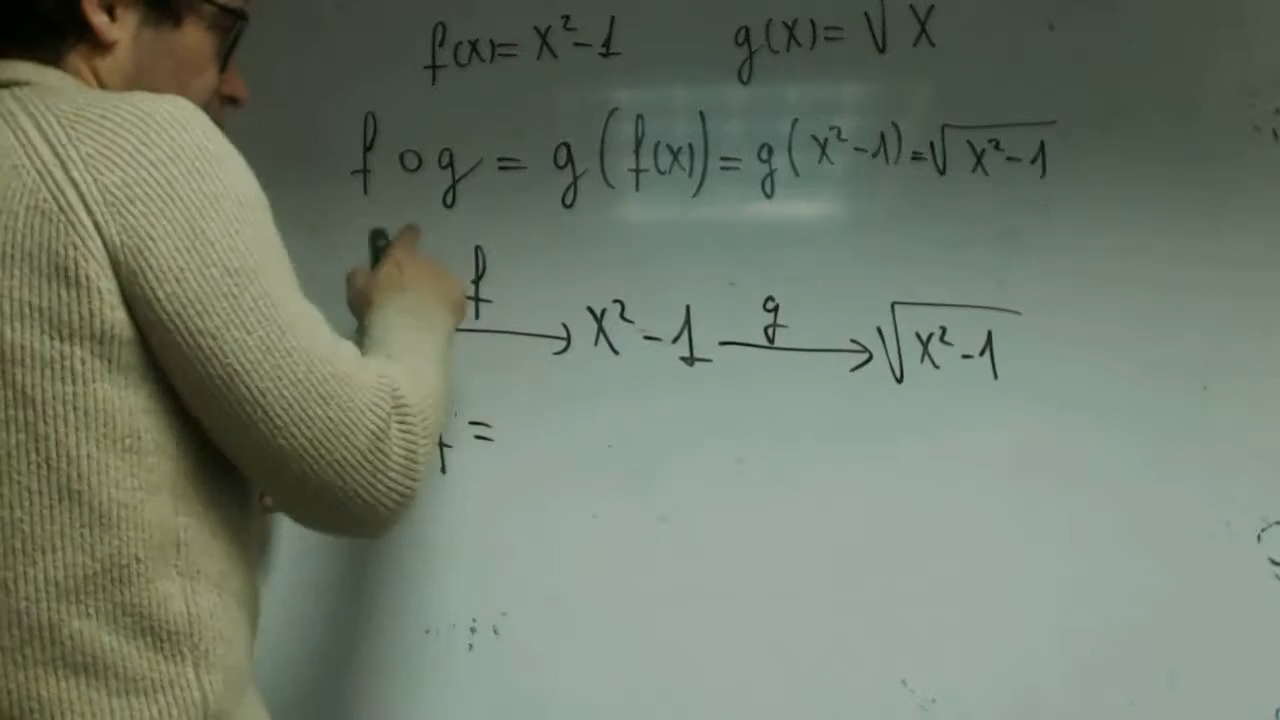 f(x)= x²-1 g(x)= √x
f o g = g(f(x))= g(x²-1)=√x²-1
f
g
→ x²-1 → √x²-1
f =